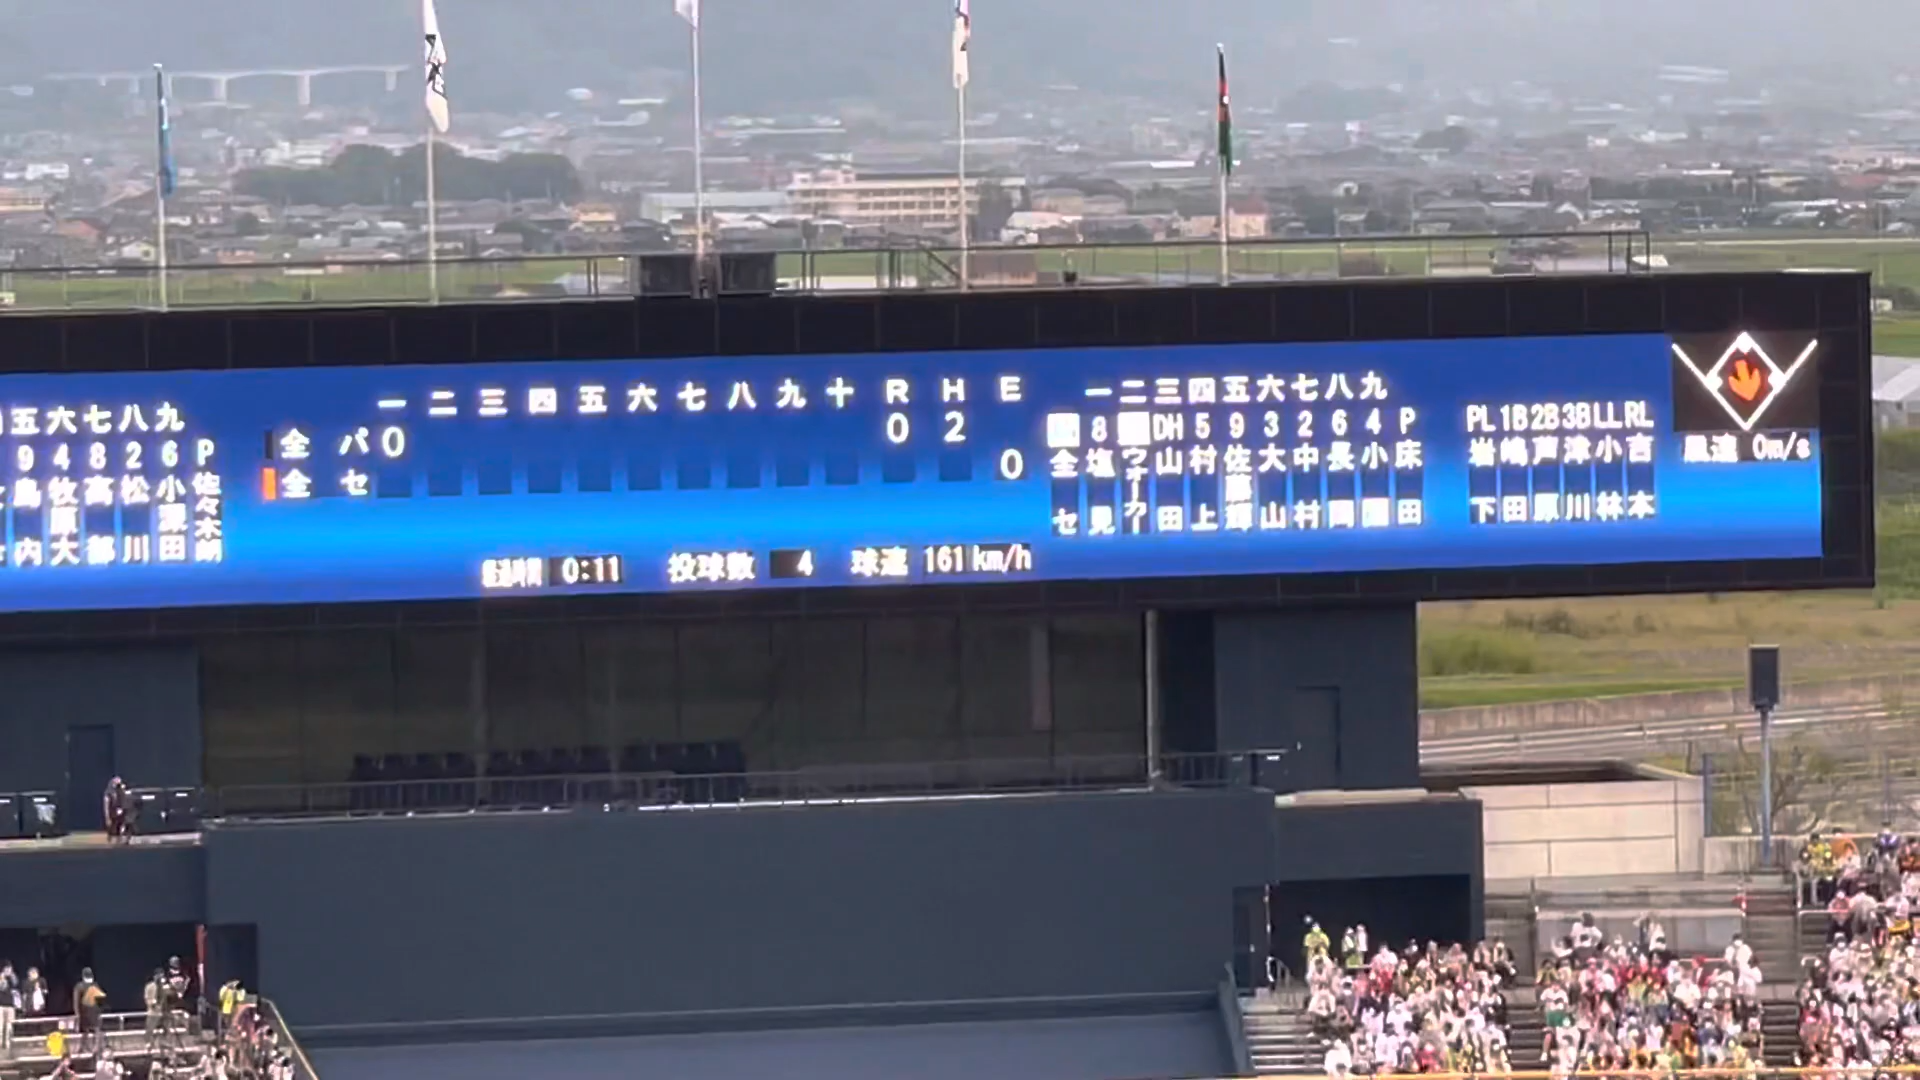 五六七八九
9 4 8 2 6 P
島内
牧原大
髙部
松川
小深田
佐々木朗
一 二 三 四 五 六 七 八 九 十 R H E
全 パ 0 0 2
全 セ 0
経過時間 0:11 投球数 4 球速 161km/h
一二三四五六七八九
8 DH 5 9 3 2 6 4 P
全セ
塩見
ウォーカー
山田
村上
佐藤輝
大山
中村
長岡
小園
床田
PL 1B 2B 3B LL RL
岩下
嶋田
芦原
津川
小林
吉本
風速 0m/s